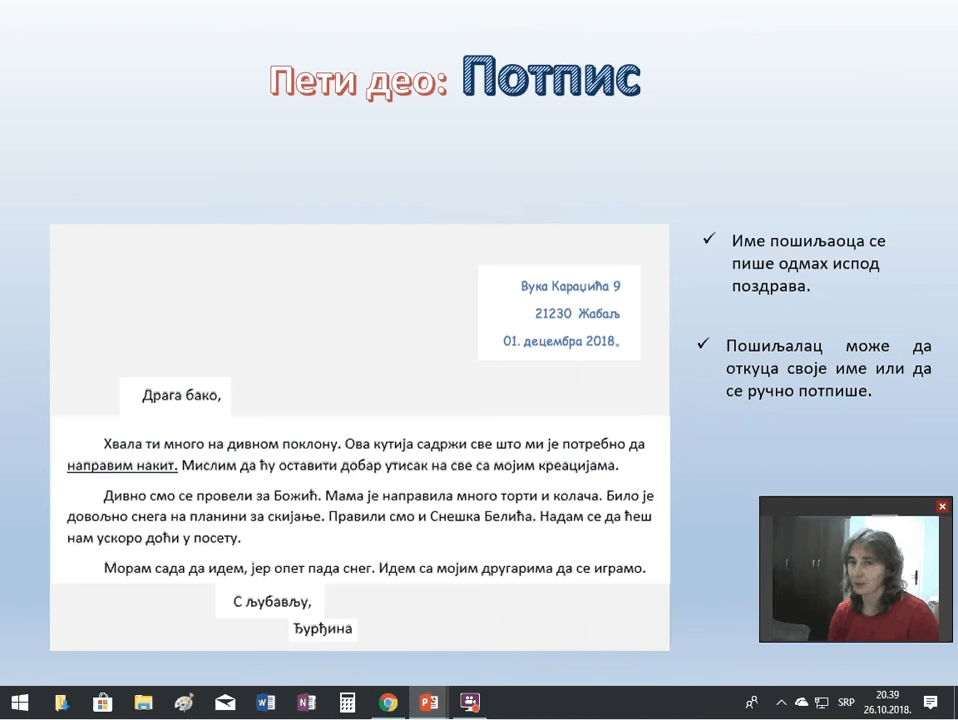 Пети део: Потпис
Вука Караџића 9
21230 Жабаљ
01. децембра 2018.
Драга бако,
Хвала ти много на дивном поклону. Ова кутија садржи све што ми је потребно да
направим накит. Мислим да ћу оставити добар утисак на све са мојим креацијама.
Дивно смо се провели за Божић. Мама је направила много торти и колача. Било је
довољно снега на планини за скијање. Правили смо и Снешка Белића. Надам се да ћеш
нам ускоро доћи у посету.
Морам сада да идем, јер опет пада снег. Идем са мојим другарима да се играмо.
С љубављу,
Ђурђина
Име пошиљаоца се
пише одмах испод
поздрава.
Пошиљалац може да
откуца своје име или да
се ручно потпише.
SRP
20.39
26.10.2018.